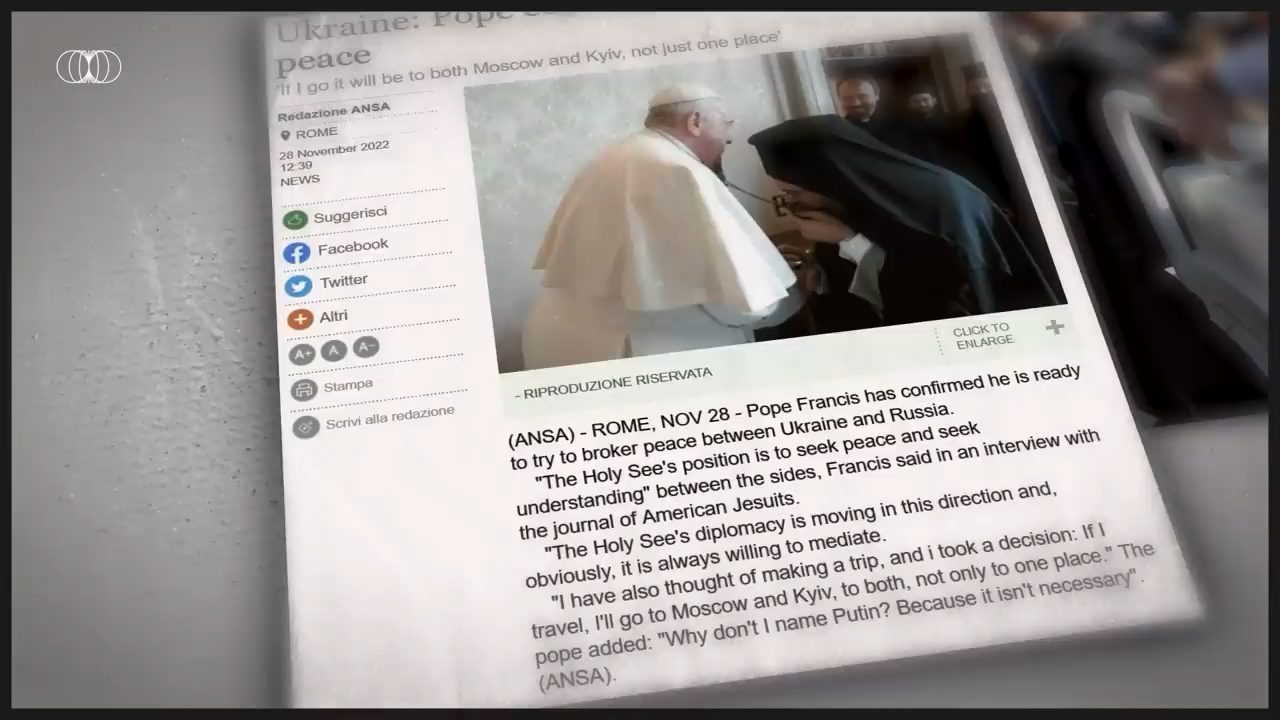 Ukraine: Pope
peace
'If I go it will be to both Moscow and Kyiv, not just one place'
Redazione ANSA
ROME
28 November 2022
12:39
NEWS
Suggerisci
Facebook
Twitter
Altri
A+ A A-
Stampa
Scrivi alla redazione
CLICK TO
ENLARGE
- RIPRODUZIONE RISERVATA
(ANSA) - ROME, NOV 28 - Pope Francis has confirmed he is ready
to try to broker peace between Ukraine and Russia.
"The Holy See's position is to seek peace and seek
understanding" between the sides, Francis said in an interview with
the journal of American Jesuits.
"The Holy See's diplomacy is moving in this direction and,
obviously, it is always willing to mediate.
"I have also thought of making a trip, and i took a decision: If I
travel, I'll go to Moscow and Kyiv, to both, not only to one place." The
pope added: "Why don't I name Putin? Because it isn't necessary".
(ANSA).